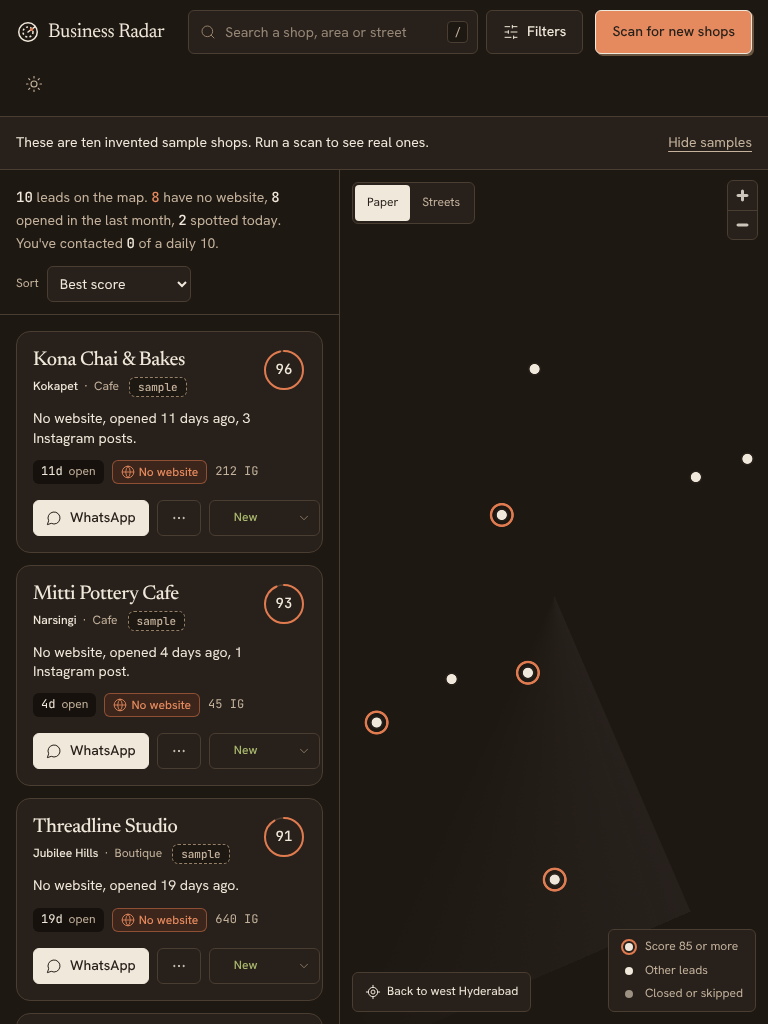 Business Radar
Search a shop, area or street
/
Filters
Scan for new shops
These are ten invented sample shops. Run a scan to see real ones.
Hide samples
10 leads on the map. 8 have no website, 8
opened in the last month, 2 spotted today.
You've contacted 0 of a daily 10.
Sort
Best score
Kona Chai & Bakes
96
Kokapet · Cafe sample
No website, opened 11 days ago, 3
Instagram posts.
11d open No website 212 IG
WhatsApp ··· New
Mitti Pottery Cafe
93
Narsingi · Cafe sample
No website, opened 4 days ago, 1
Instagram post.
4d open No website 45 IG
WhatsApp ··· New
Threadline Studio
91
Jubilee Hills · Boutique sample
No website, opened 19 days ago.
19d open No website 640 IG
WhatsApp ··· New
Paper Streets
+
−
Score 85 or more
Other leads
Closed or skipped
Back to west Hyderabad